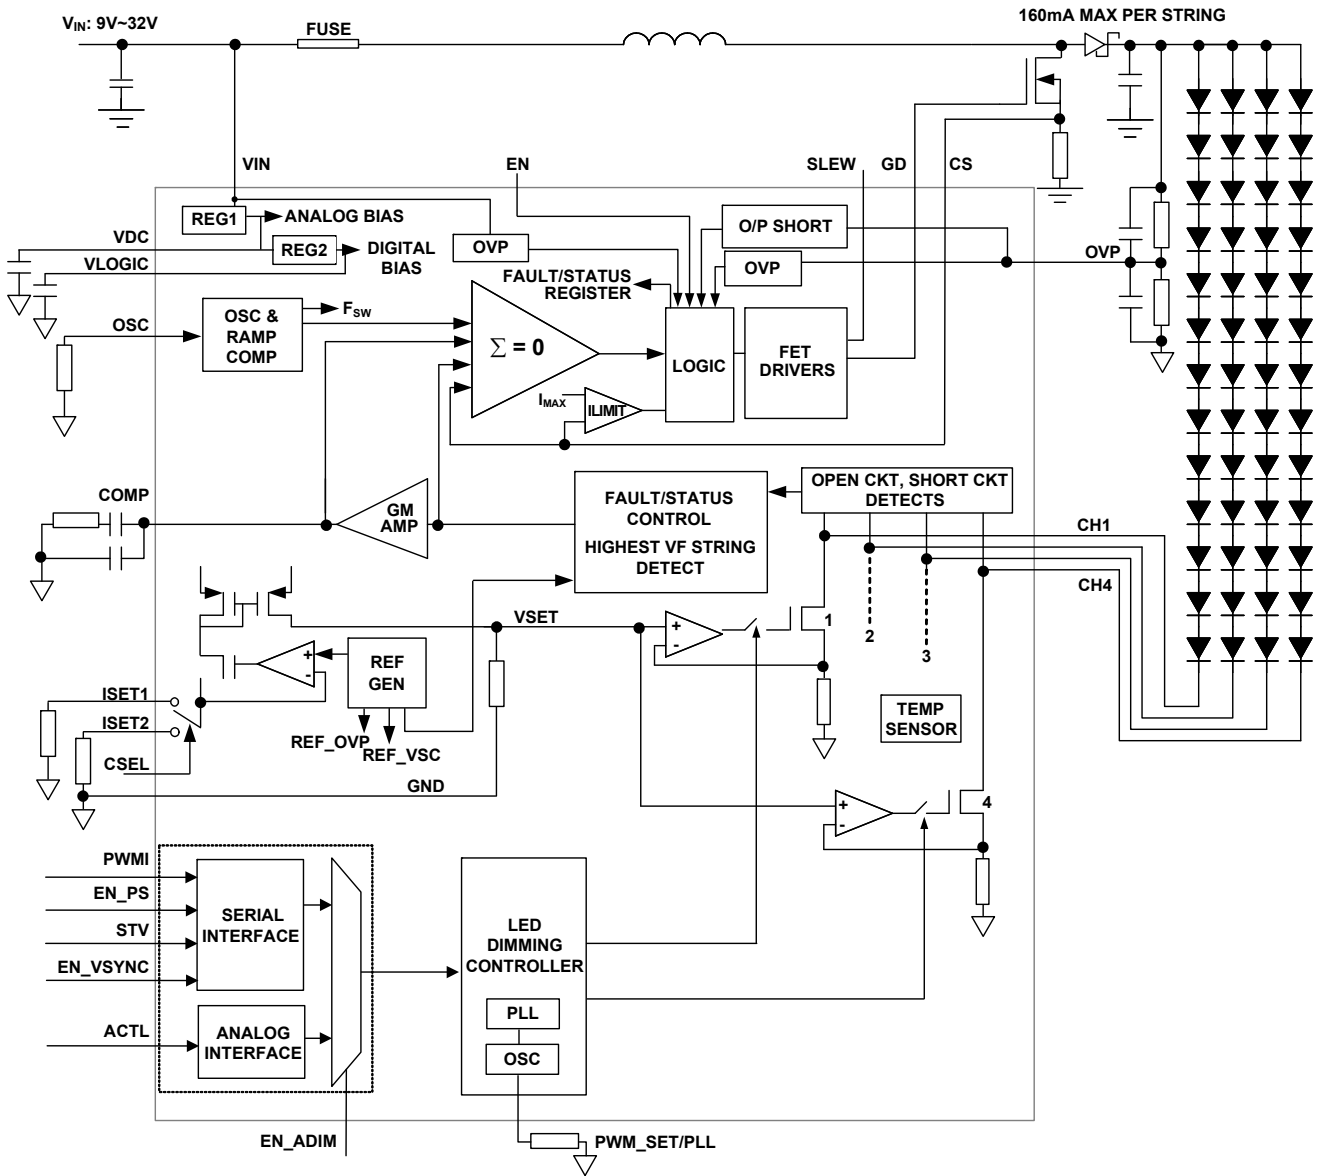 160mA MAX PER STRING
VIN: 9V~32V
FUSE
VIN
EN
SLEW
GD
CS
REG1
ANALOG BIAS
O/P SHORT
VDC
REG2
DIGITAL
BIAS
OVP
OVP
OVP
VLOGIC
FAULT/STATUS
REGISTER
OSC
OSC &
RAMP
COMP
FSW
∑ = 0
LOGIC
FET
DRIVERS
IMAX
ILIMIT
COMP
GM
AMP
FAULT/STATUS
CONTROL
HIGHEST VF STRING
DETECT
OPEN CKT, SHORT CKT
DETECTS
CH1
CH4
VSET
+
-
1
2
3
+
-
REF
GEN
ISET1
ISET2
CSEL
REF_OVP
REF_VSC
TEMP
SENSOR
GND
+
-
4
PWMI
EN_PS
STV
EN_VSYNC
SERIAL
INTERFACE
ACTL
ANALOG
INTERFACE
LED
DIMMING
CONTROLLER
PLL
OSC
EN_ADIM
PWM_SET/PLL